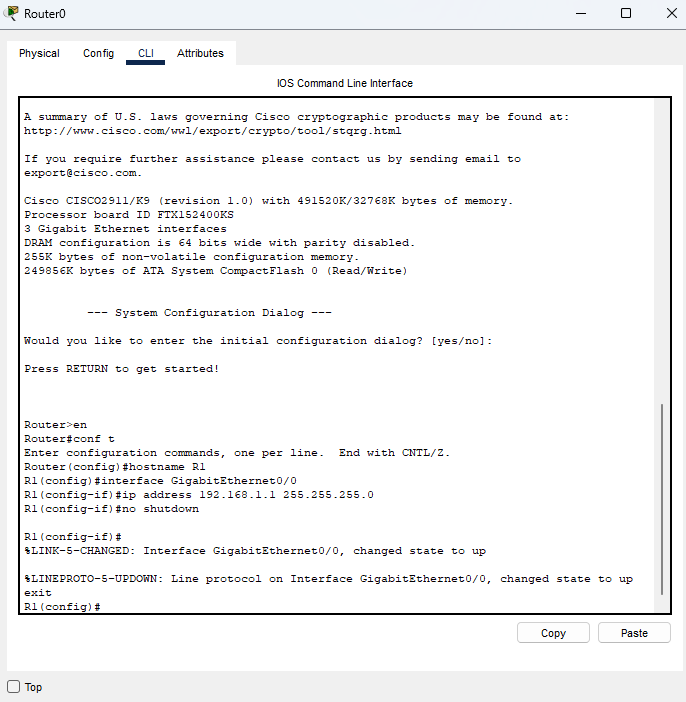 Router0
Physical Config CLI Attributes
IOS Command Line Interface
A summary of U.S. laws governing Cisco cryptographic products may be found at:
http://www.cisco.com/wwl/export/crypto/tool/stqrg.html
If you require further assistance please contact us by sending email to
export@cisco.com.
Cisco CISCO2911/K9 (revision 1.0) with 491520K/32768K bytes of memory.
Processor board ID FTX152400KS
3 Gigabit Ethernet interfaces
DRAM configuration is 64 bits wide with parity disabled.
255K bytes of non-volatile configuration memory.
249856K bytes of ATA System CompactFlash 0 (Read/Write)
--- System Configuration Dialog ---
Would you like to enter the initial configuration dialog? [yes/no]:
Press RETURN to get started!
Router>en
Router#conf t
Enter configuration commands, one per line.  End with CNTL/Z.
Router(config)#hostname R1
R1(config)#interface GigabitEthernet0/0
R1(config-if)#ip address 192.168.1.1 255.255.255.0
R1(config-if)#no shutdown
R1(config-if)#
%LINK-5-CHANGED: Interface GigabitEthernet0/0, changed state to up
%LINEPROTO-5-UPDOWN: Line protocol on Interface GigabitEthernet0/0, changed state to up
exit
R1(config)#
Copy Paste
Top